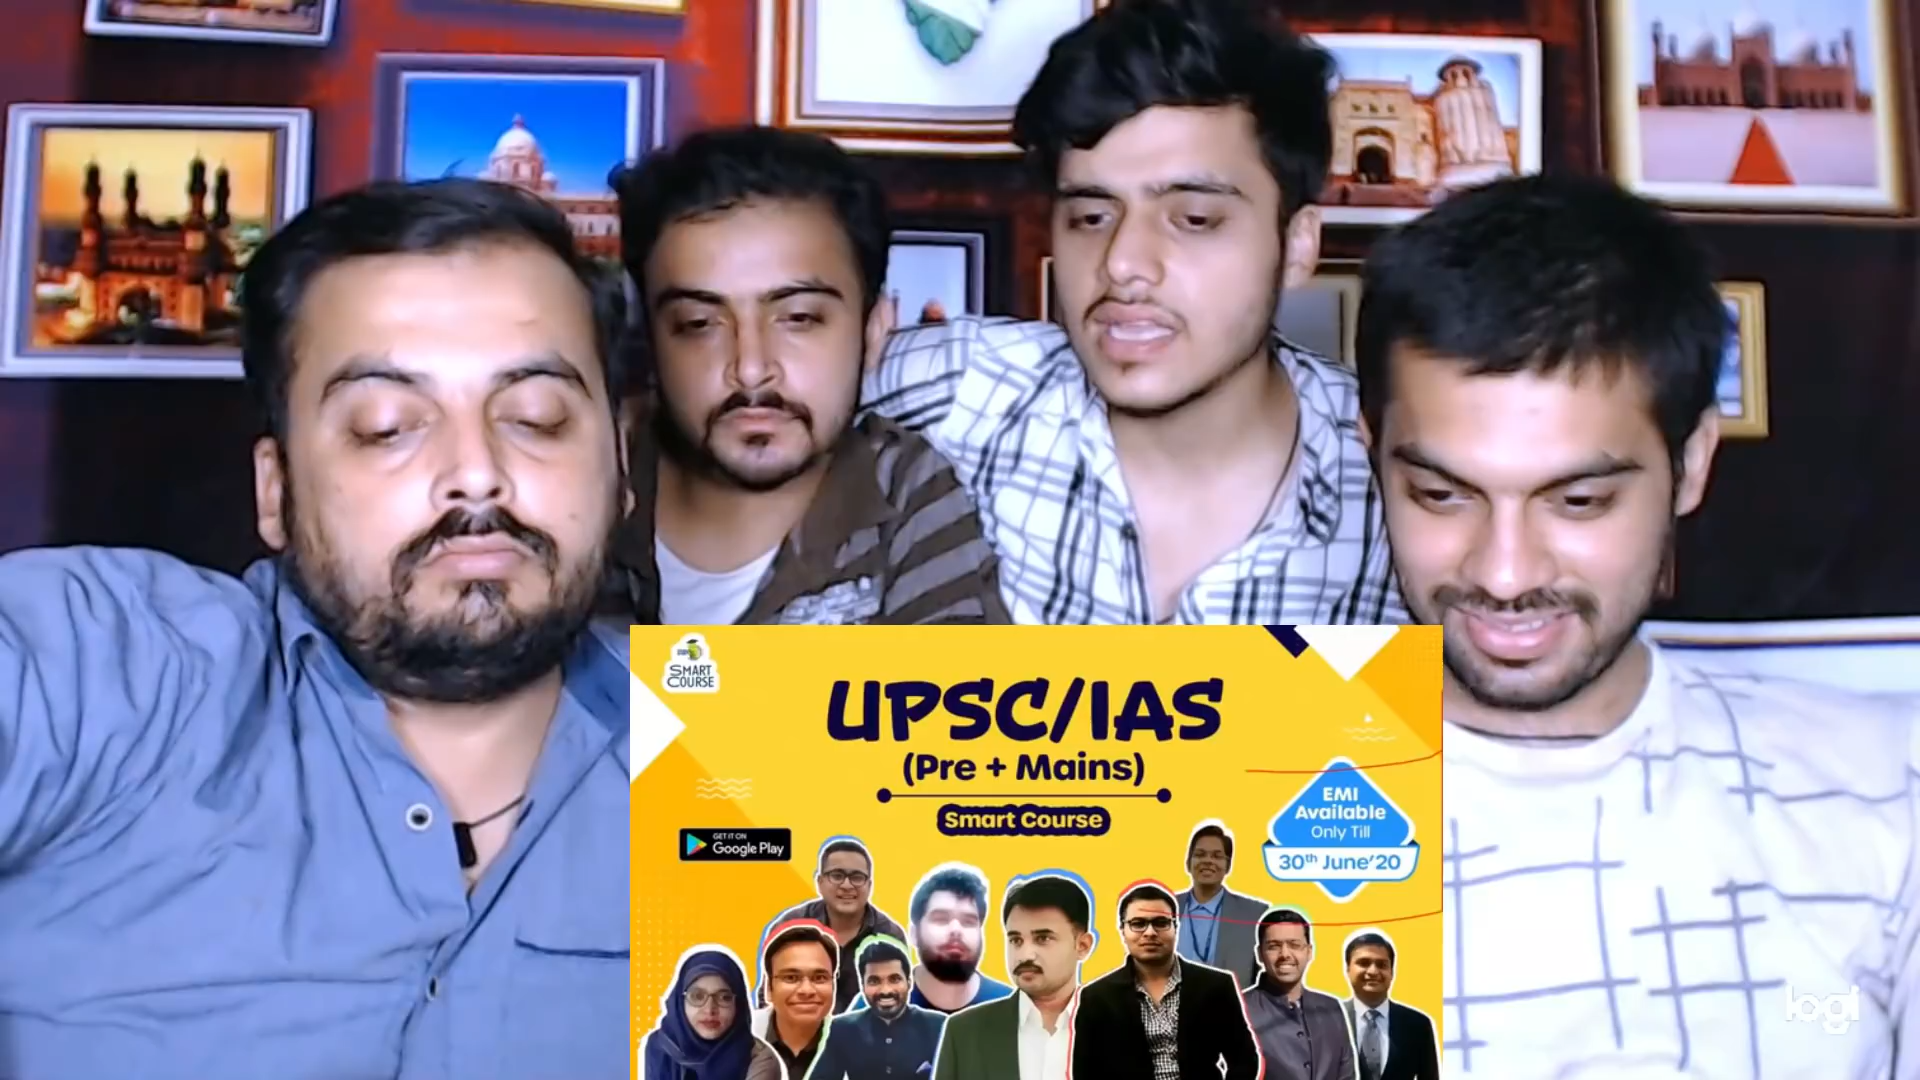 SMART
COURSE
UPSC/IAS
(Pre + Mains)
Smart Course
EMI
Available
Only Till
30th June'20
GET IT ON
Google Play
logi